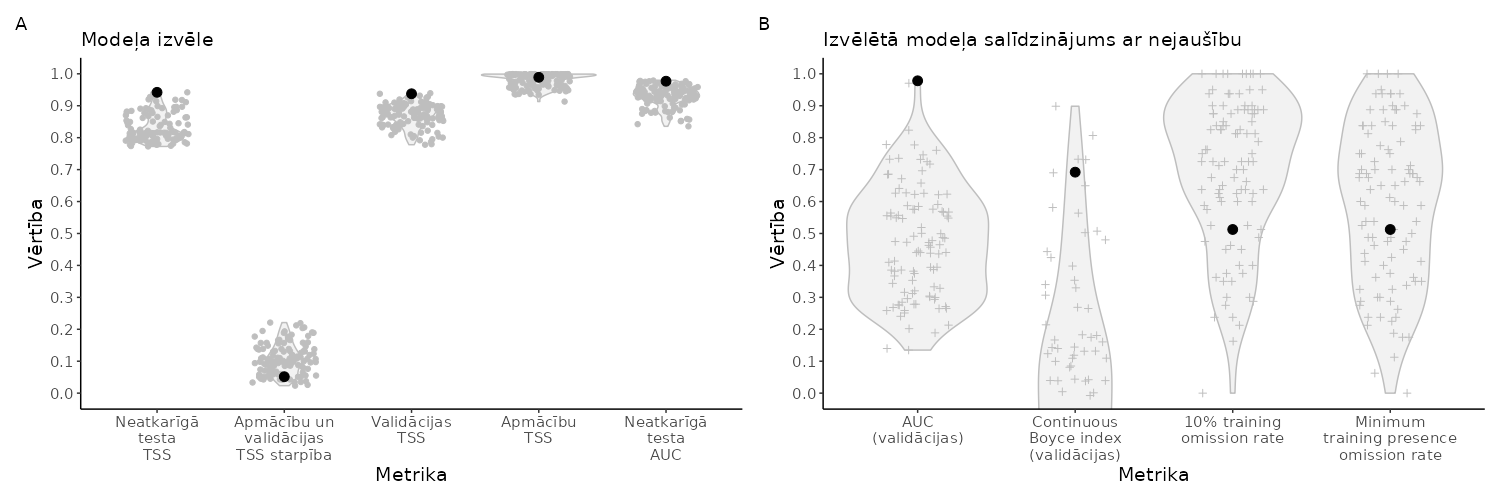 A
Modeļa izvēle
Vērtība
1.0
0.9
0.8
0.7
0.6
0.5
0.4
0.3
0.2
0.1
0.0
Neatkarīgā
testa
TSS
Apmācību un
validācijas
TSS starpība
Validācijas
TSS
Apmācību
TSS
Neatkarīgā
testa
AUC
Metrika
B
Izvēlētā modeļa salīdzinājums ar nejaušību
Vērtība
1.0
0.9
0.8
0.7
0.6
0.5
0.4
0.3
0.2
0.1
0.0
AUC
(validācijas)
Continuous
Boyce index
(validācijas)
10% training
omission rate
Minimum
training presence
omission rate
Metrika